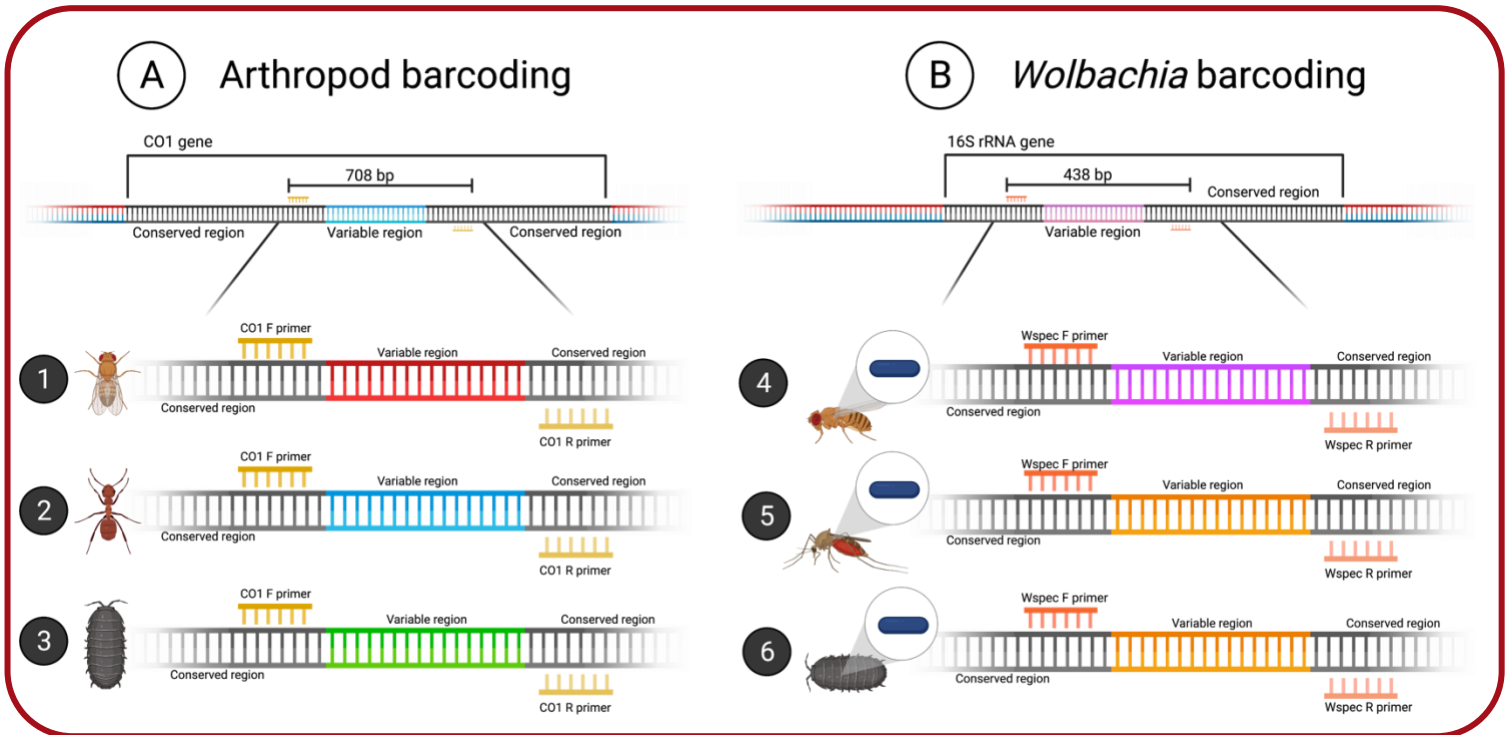 A Arthropod barcoding
CO1 gene
708 bp
Conserved region
Variable region
Conserved region
1
CO1 F primer
Variable region
Conserved region
Conserved region
CO1 R primer
2
CO1 F primer
Variable region
Conserved region
Conserved region
CO1 R primer
3
CO1 F primer
Variable region
Conserved region
Conserved region
CO1 R primer
B Wolbachia barcoding
16S rRNA gene
438 bp
Conserved region
Variable region
4
Wspec F primer
Variable region
Conserved region
Conserved region
Wspec R primer
5
Wspec F primer
Variable region
Conserved region
Conserved region
Wspec R primer
6
Wspec F primer
Variable region
Conserved region
Conserved region
Wspec R primer